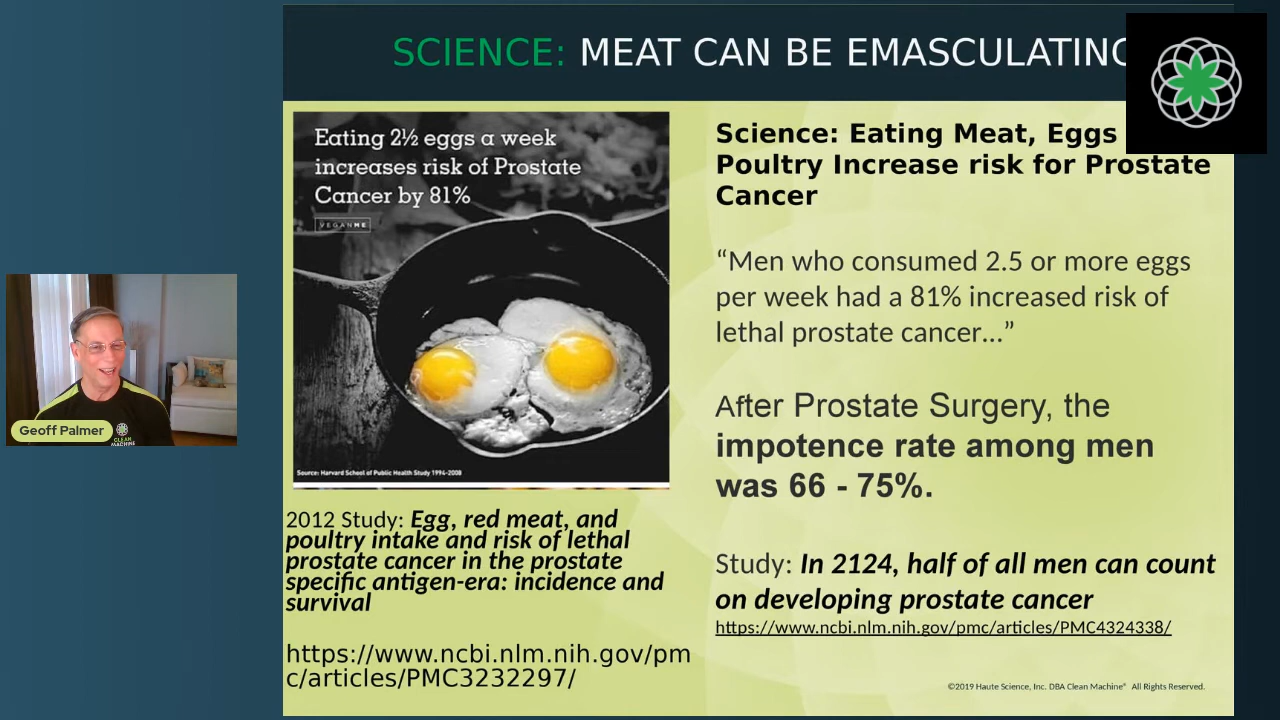 SCIENCE: MEAT CAN BE EMASCULATING
Eating 2½ eggs a week
increases risk of Prostate
Cancer by 81%
VEGANME
Source: Harvard School of Public Health Study 1994-2008
2012 Study: Egg, red meat, and
poultry intake and risk of lethal
prostate cancer in the prostate
specific antigen-era: incidence and
survival
https://www.ncbi.nlm.nih.gov/pm
c/articles/PMC3232297/
Science: Eating Meat, Eggs
Poultry Increase risk for Prostate
Cancer
“Men who consumed 2.5 or more eggs
per week had a 81% increased risk of
lethal prostate cancer…”
After Prostate Surgery, the
impotence rate among men
was 66 - 75%.
Study: In 2124, half of all men can count
on developing prostate cancer
https://www.ncbi.nlm.nih.gov/pmc/articles/PMC4324338/
©2019 Haute Science, Inc. DBA Clean Machine® All Rights Reserved.
Geoff Palmer
CLEAN
MACHINE